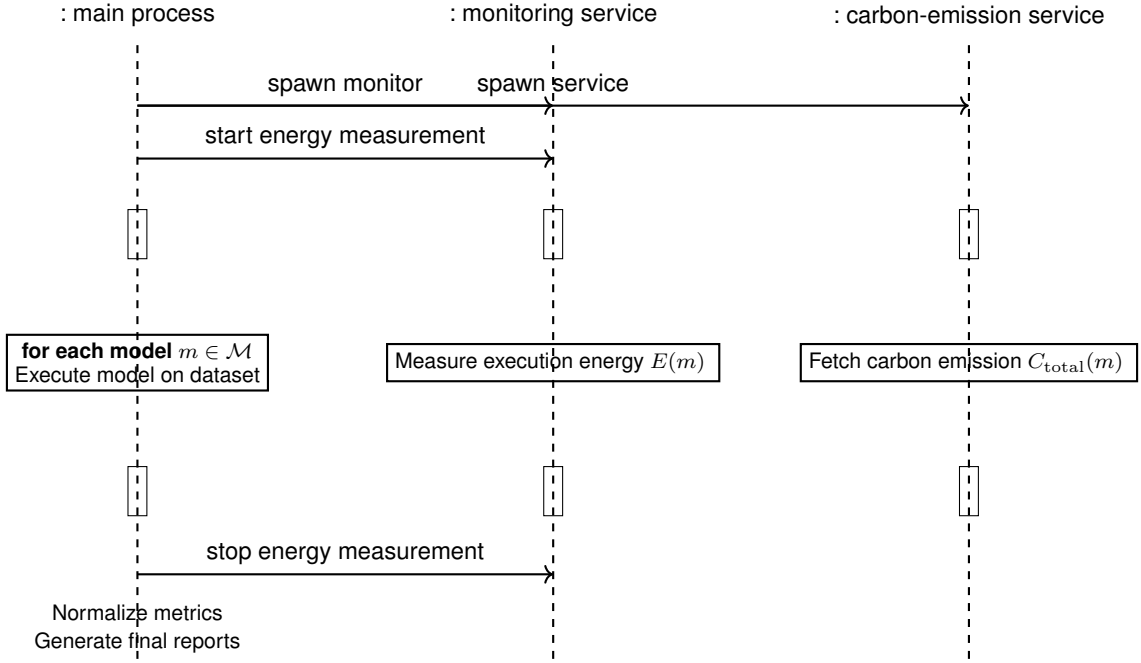 : main process
: monitoring service
: carbon-emission service
spawn monitor
spawn service
start energy measurement
for each model m ∈ ℳ
Execute model on dataset
Measure execution energy E(m)
Fetch carbon emission C_total(m)
stop energy measurement
Normalize metrics
Generate final reports